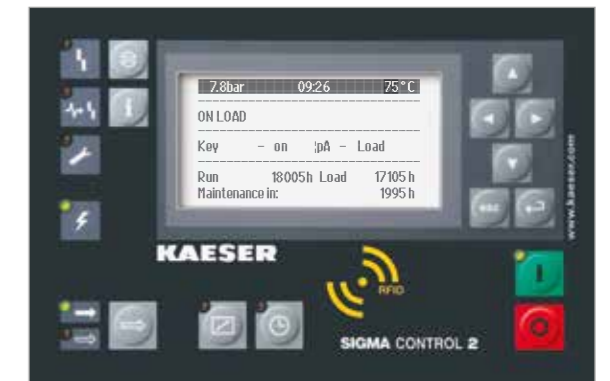 7.8bar 09:26 75°C
ON LOAD
Key - on ¦pA - Load
Run 18005h Load 17105h
Maintenance in: 1995h
esc
www.kaeser.com
KAESER
RFID
SIGMA CONTROL 2